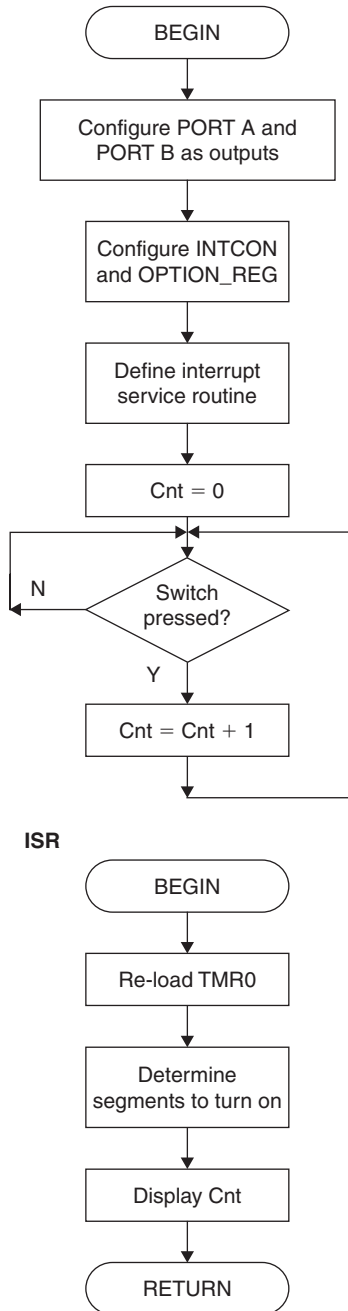 BEGIN
Configure PORT A and
PORT B as outputs
Configure INTCON
and OPTION_REG
Define interrupt
service routine
Cnt = 0
N
Switch
pressed?
Y
Cnt = Cnt + 1
ISR
BEGIN
Re-load TMR0
Determine
segments to turn on
Display Cnt
RETURN